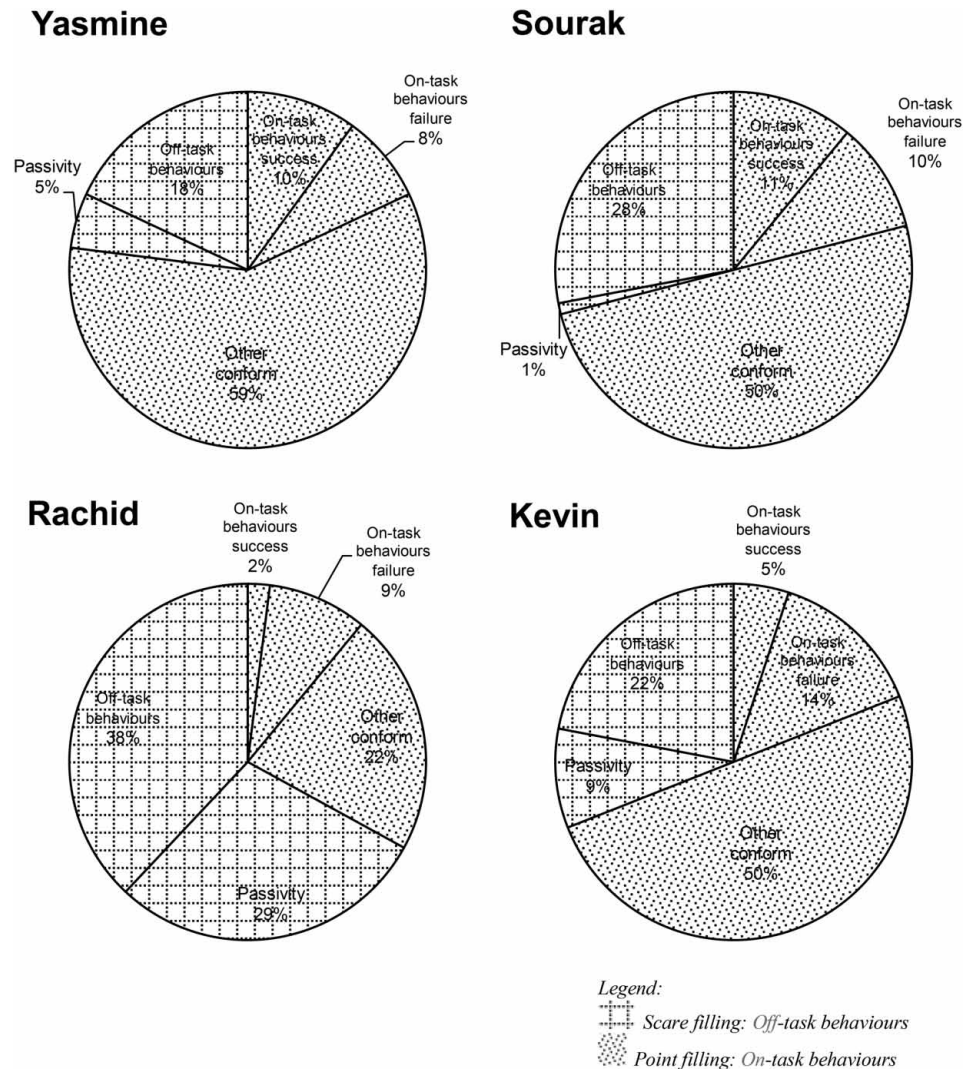 Yasmine
On-task
behaviours
failure
8%
On-task
behaviours
success
10%
Off-task
behaviours
18%
Passivity
5%
Other
conform
59%
Sourak
On-task
behaviours
failure
10%
On-task
behaviours
success
11%
Off-task
behaviours
28%
Passivity
1%
Other
conform
50%
Rachid
On-task
behaviours
success
2%
On-task
behaviours
failure
9%
Off-task
behaviours
38%
Other
conform
22%
Passivity
29%
Kevin
On-task
behaviours
success
5%
Off-task
behaviours
22%
On-task
behaviours
failure
14%
Passivity
9%
Other
conform
50%
Legend:
Scare filling: Off-task behaviours
Point filling: On-task behaviours